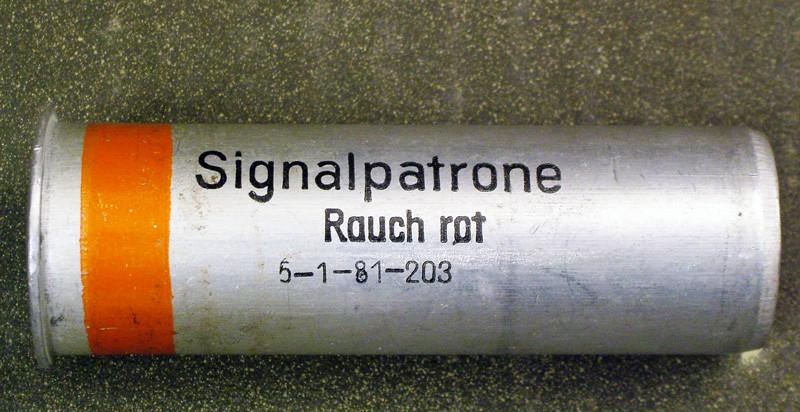 Signalpatrone
Rauch rot
5-1-81-203